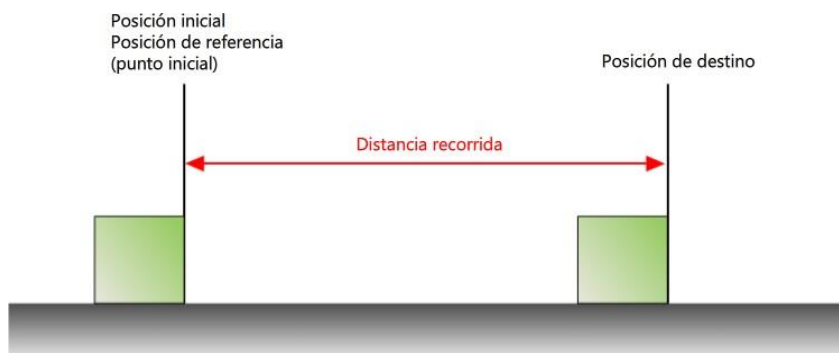 Posición inicial
Posición de referencia
(punto inicial)
Posición de destino
Distancia recorrida